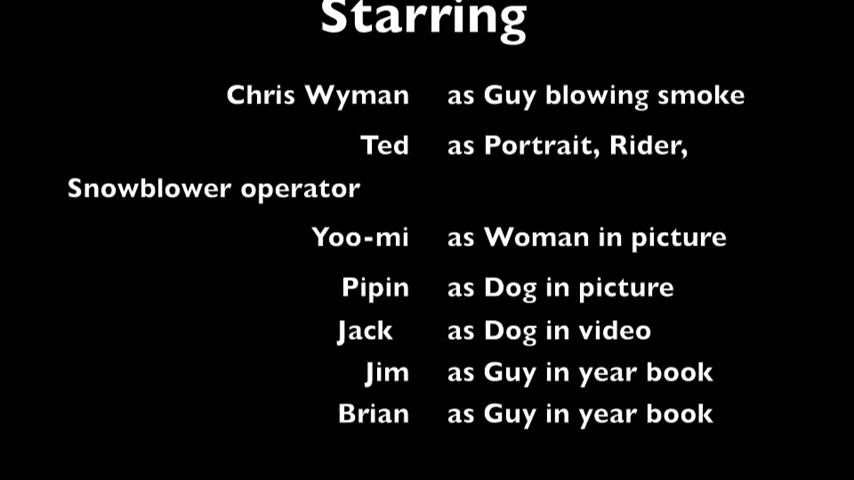 Starring
Chris Wyman as Guy blowing smoke
Ted as Portrait, Rider,
Snowblower operator
Yoo-mi as Woman in picture
Pipin as Dog in picture
Jack as Dog in video
Jim as Guy in year book
Brian as Guy in year book